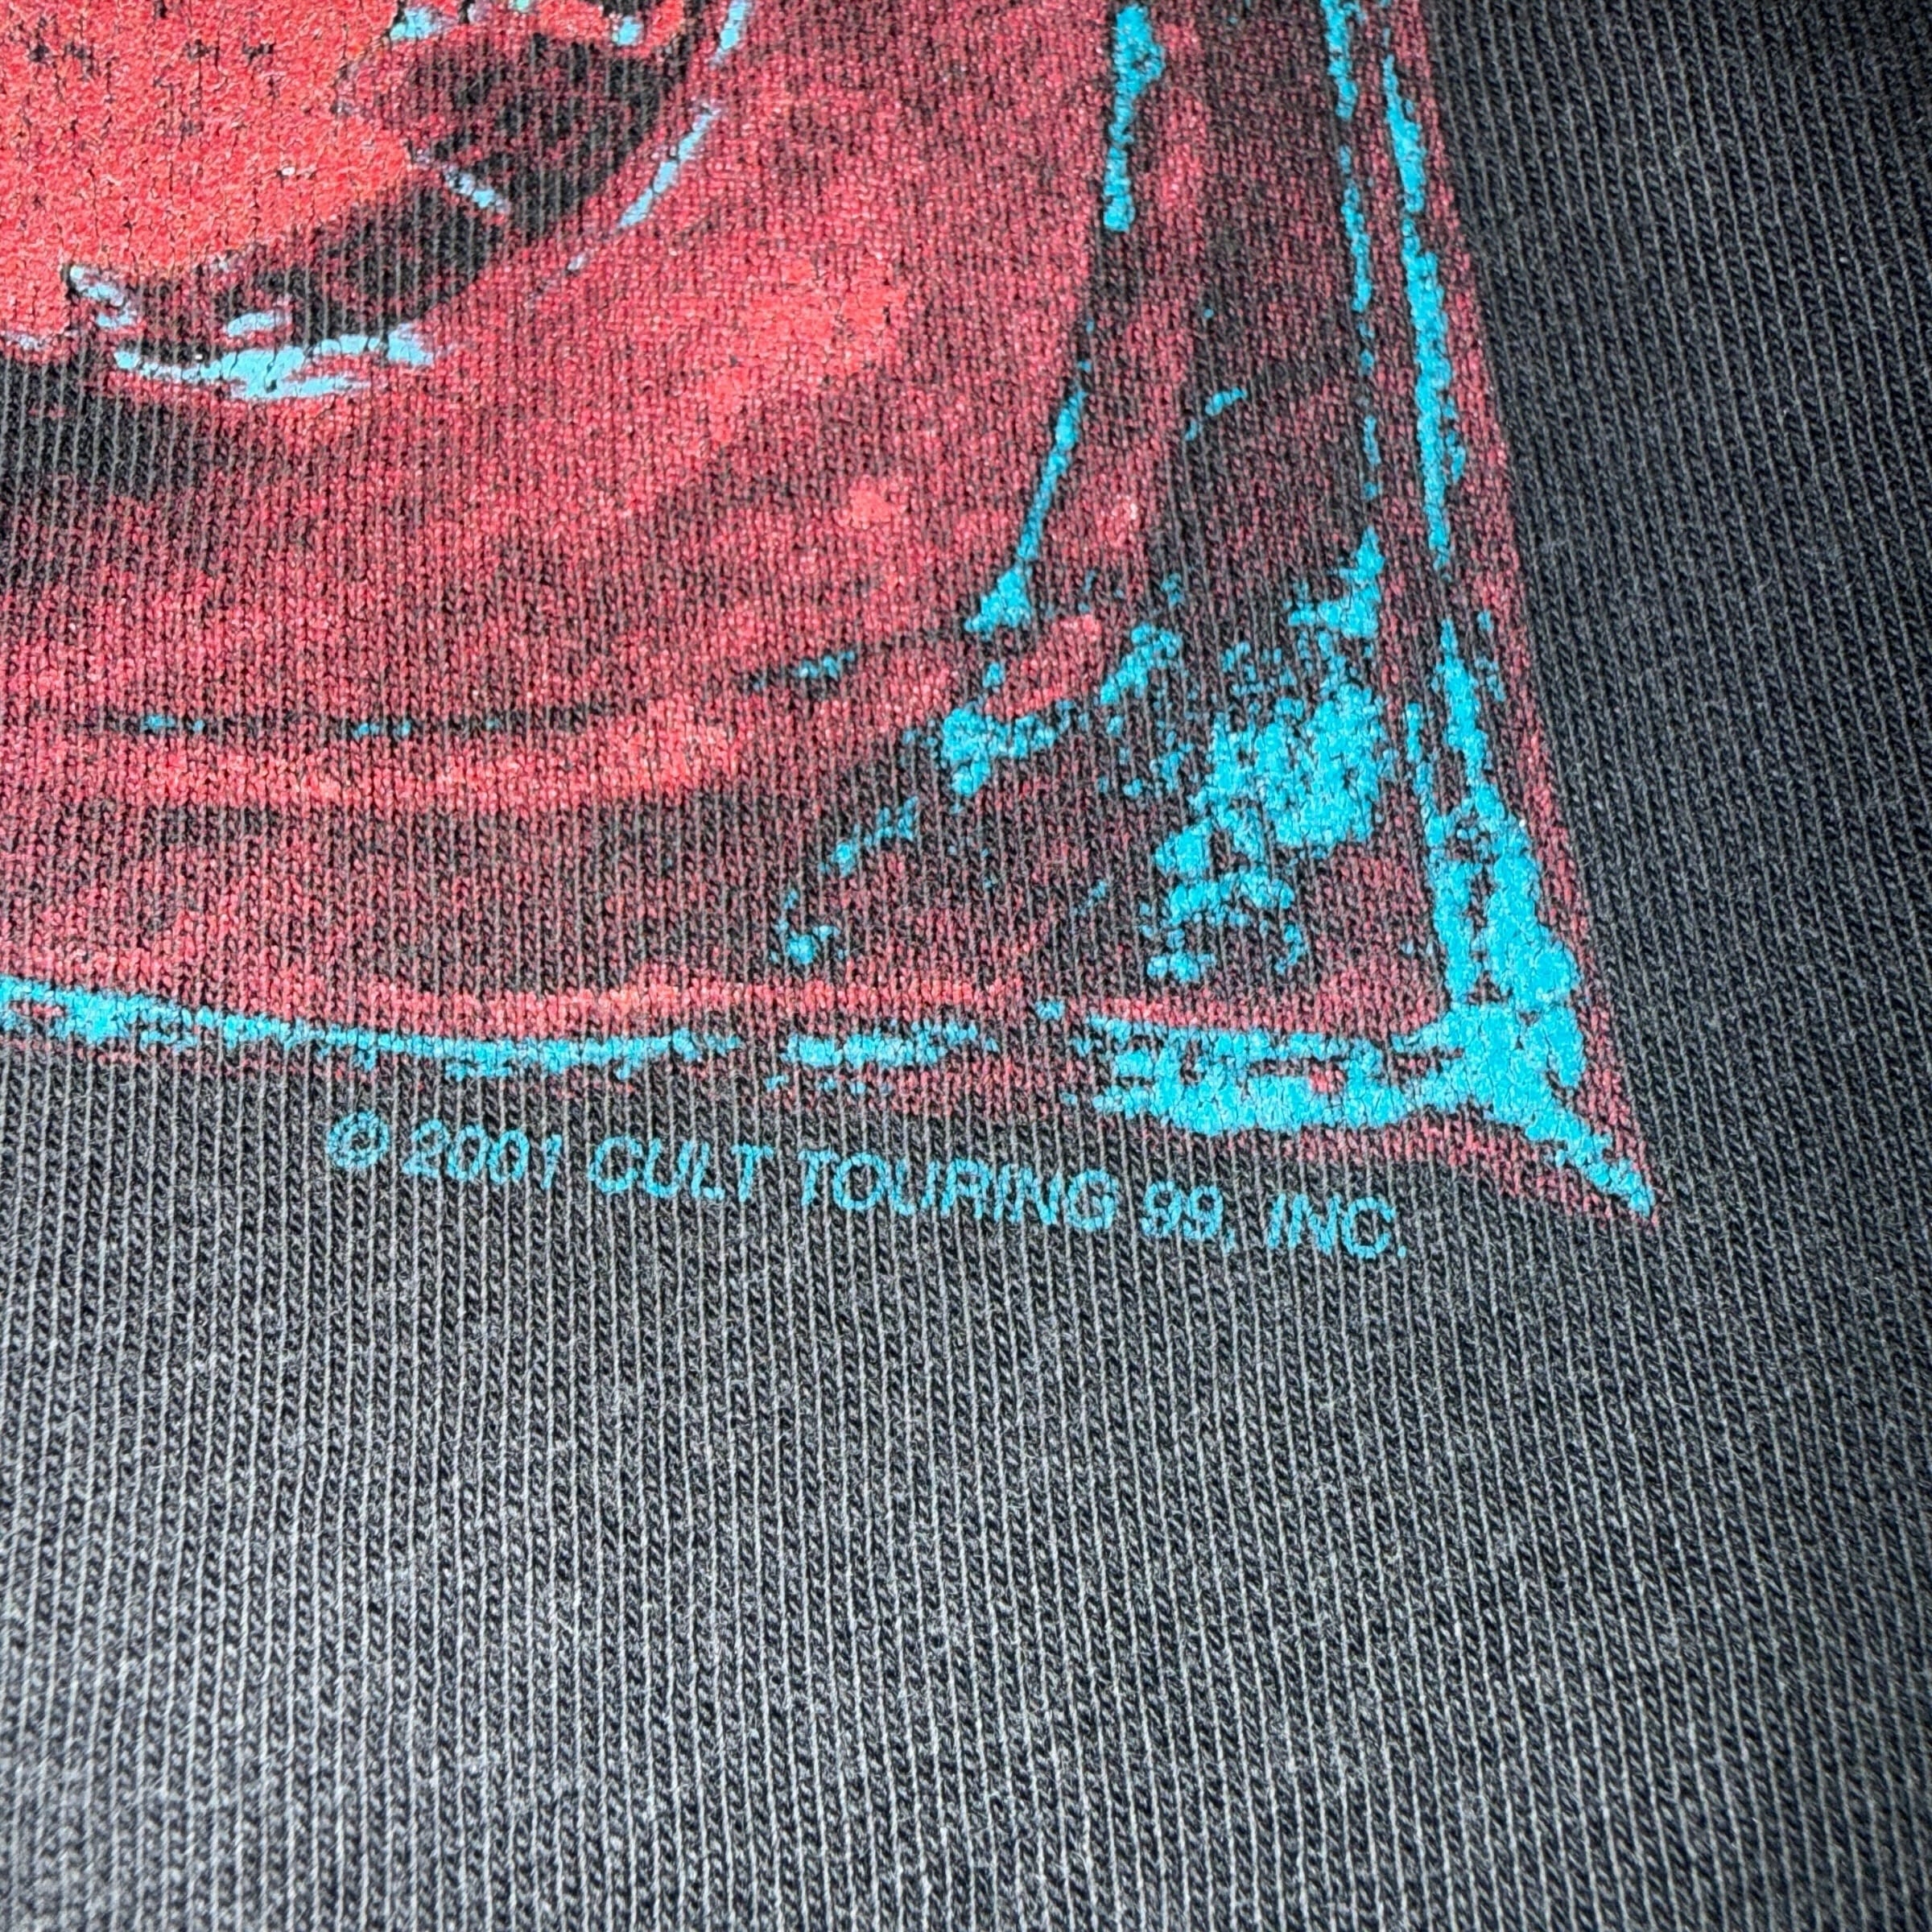 © 2001 CULT TOURING 99, INC.